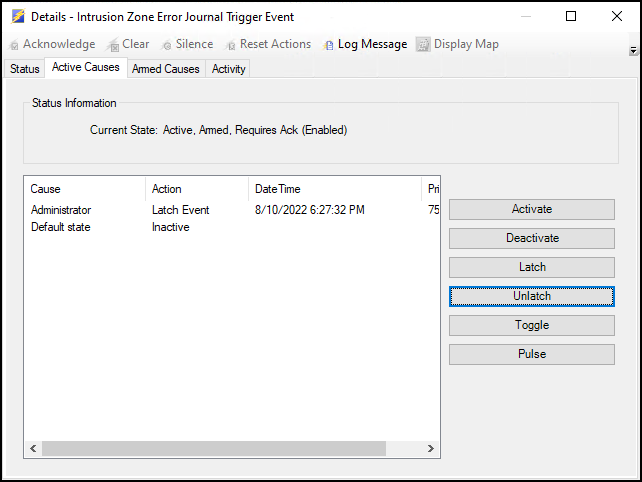 Details - Intrusion Zone Error Journal Trigger Event
Acknowledge Clear Silence Reset Actions Log Message Display Map
Status Active Causes Armed Causes Activity
Status Information
Current State: Active, Armed, Requires Ack (Enabled)
Cause Action Date Time Pri
Administrator Latch Event 8/10/2022 6:27:32 PM 75
Default state Inactive
Activate
Deactivate
Latch
Unlatch
Toggle
Pulse